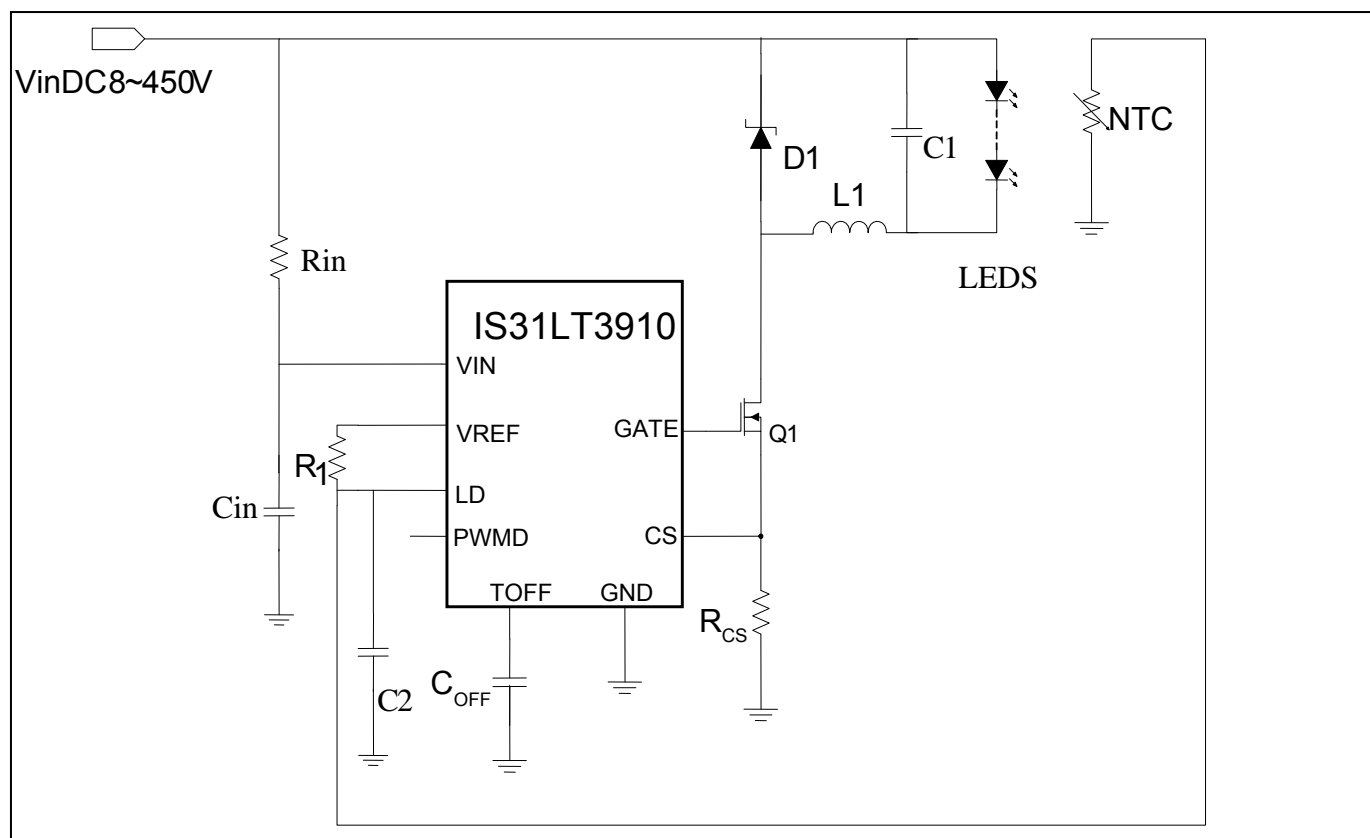 VinDC8~450V
NTC
D1
C1
L1
Rin
LEDS
IS31LT3910
VIN
VREF
GATE
Q1
R1
LD
Cin
PWMD
CS
TOFF
GND
RCS
C2
COFF